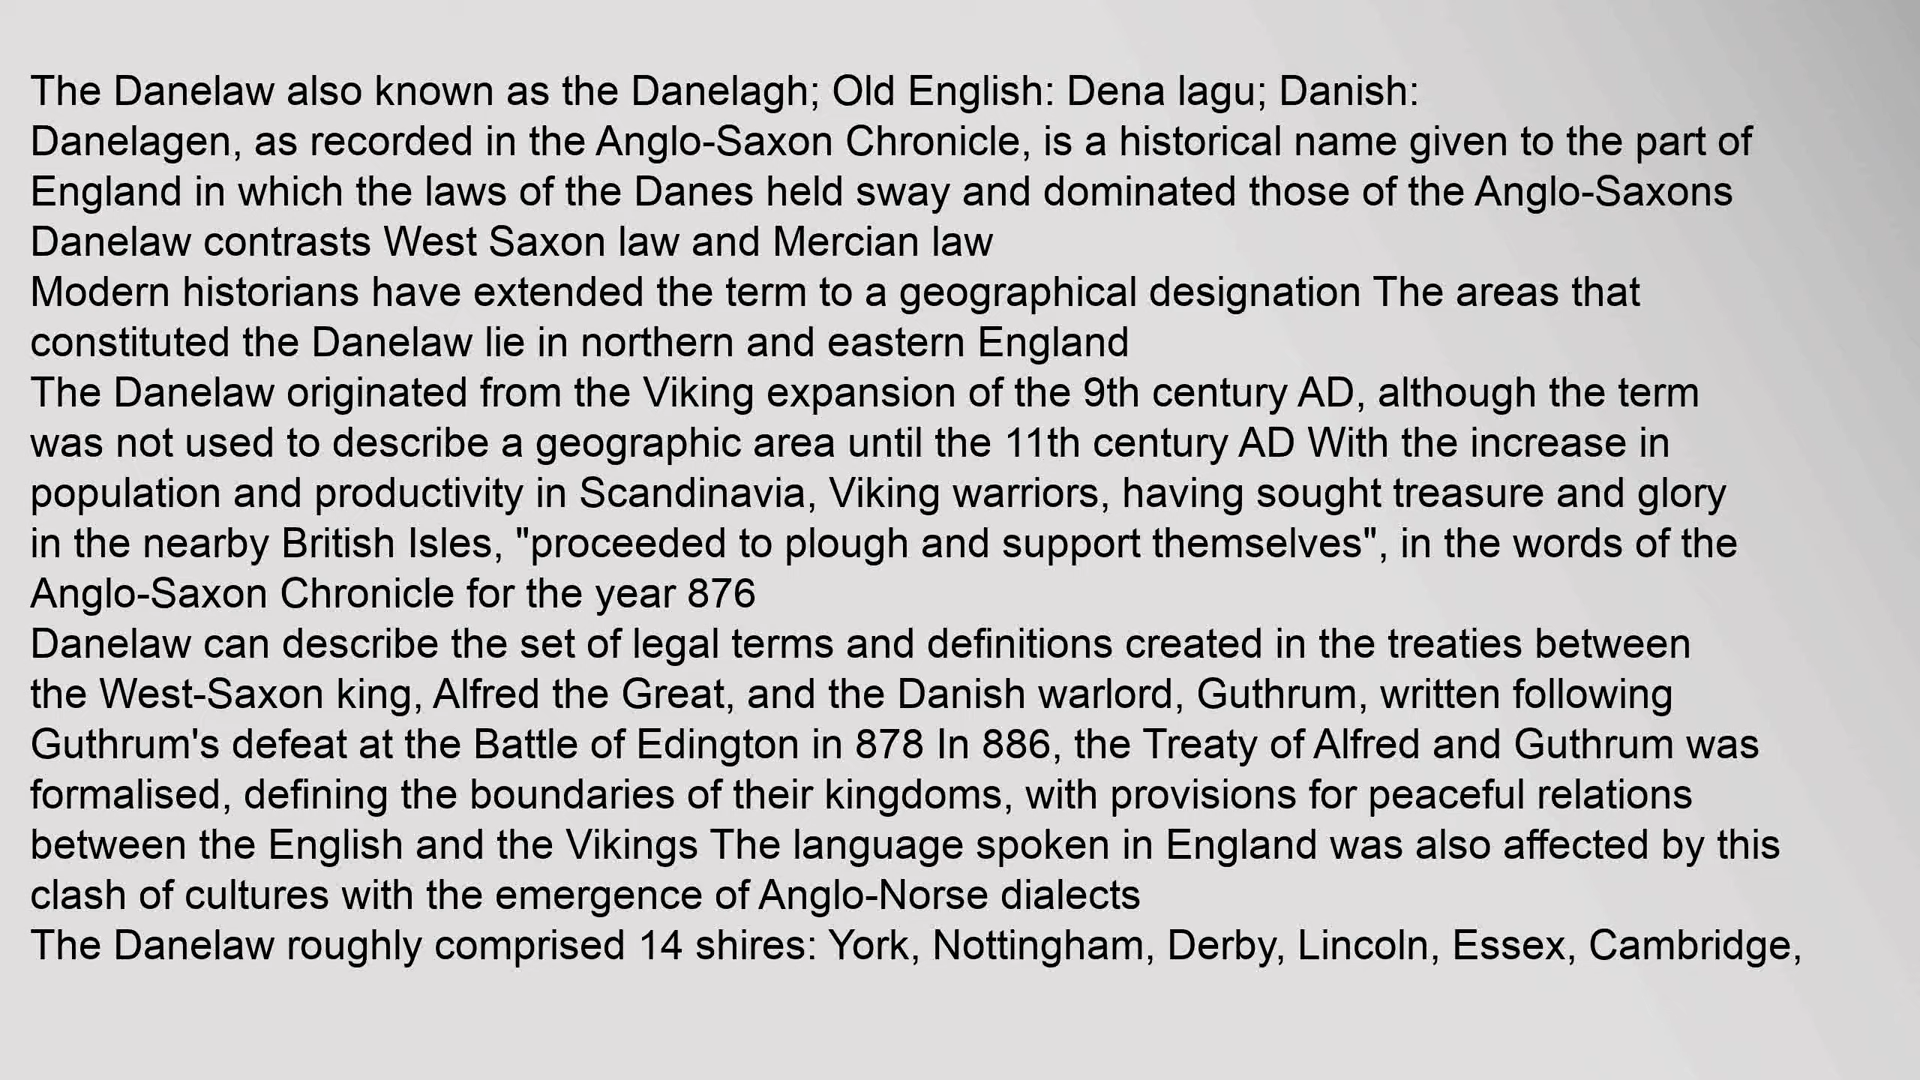 The Danelaw also known as the Danelagh; Old English: Dena lagu; Danish:
Danelagen, as recorded in the Anglo-Saxon Chronicle, is a historical name given to the part of
England in which the laws of the Danes held sway and dominated those of the Anglo-Saxons
Danelaw contrasts West Saxon law and Mercian law
Modern historians have extended the term to a geographical designation The areas that
constituted the Danelaw lie in northern and eastern England
The Danelaw originated from the Viking expansion of the 9th century AD, although the term
was not used to describe a geographic area until the 11th century AD With the increase in
population and productivity in Scandinavia, Viking warriors, having sought treasure and glory
in the nearby British Isles, "proceeded to plough and support themselves", in the words of the
Anglo-Saxon Chronicle for the year 876
Danelaw can describe the set of legal terms and definitions created in the treaties between
the West-Saxon king, Alfred the Great, and the Danish warlord, Guthrum, written following
Guthrum's defeat at the Battle of Edington in 878 In 886, the Treaty of Alfred and Guthrum was
formalised, defining the boundaries of their kingdoms, with provisions for peaceful relations
between the English and the Vikings The language spoken in England was also affected by this
clash of cultures with the emergence of Anglo-Norse dialects
The Danelaw roughly comprised 14 shires: York, Nottingham, Derby, Lincoln, Essex, Cambridge,